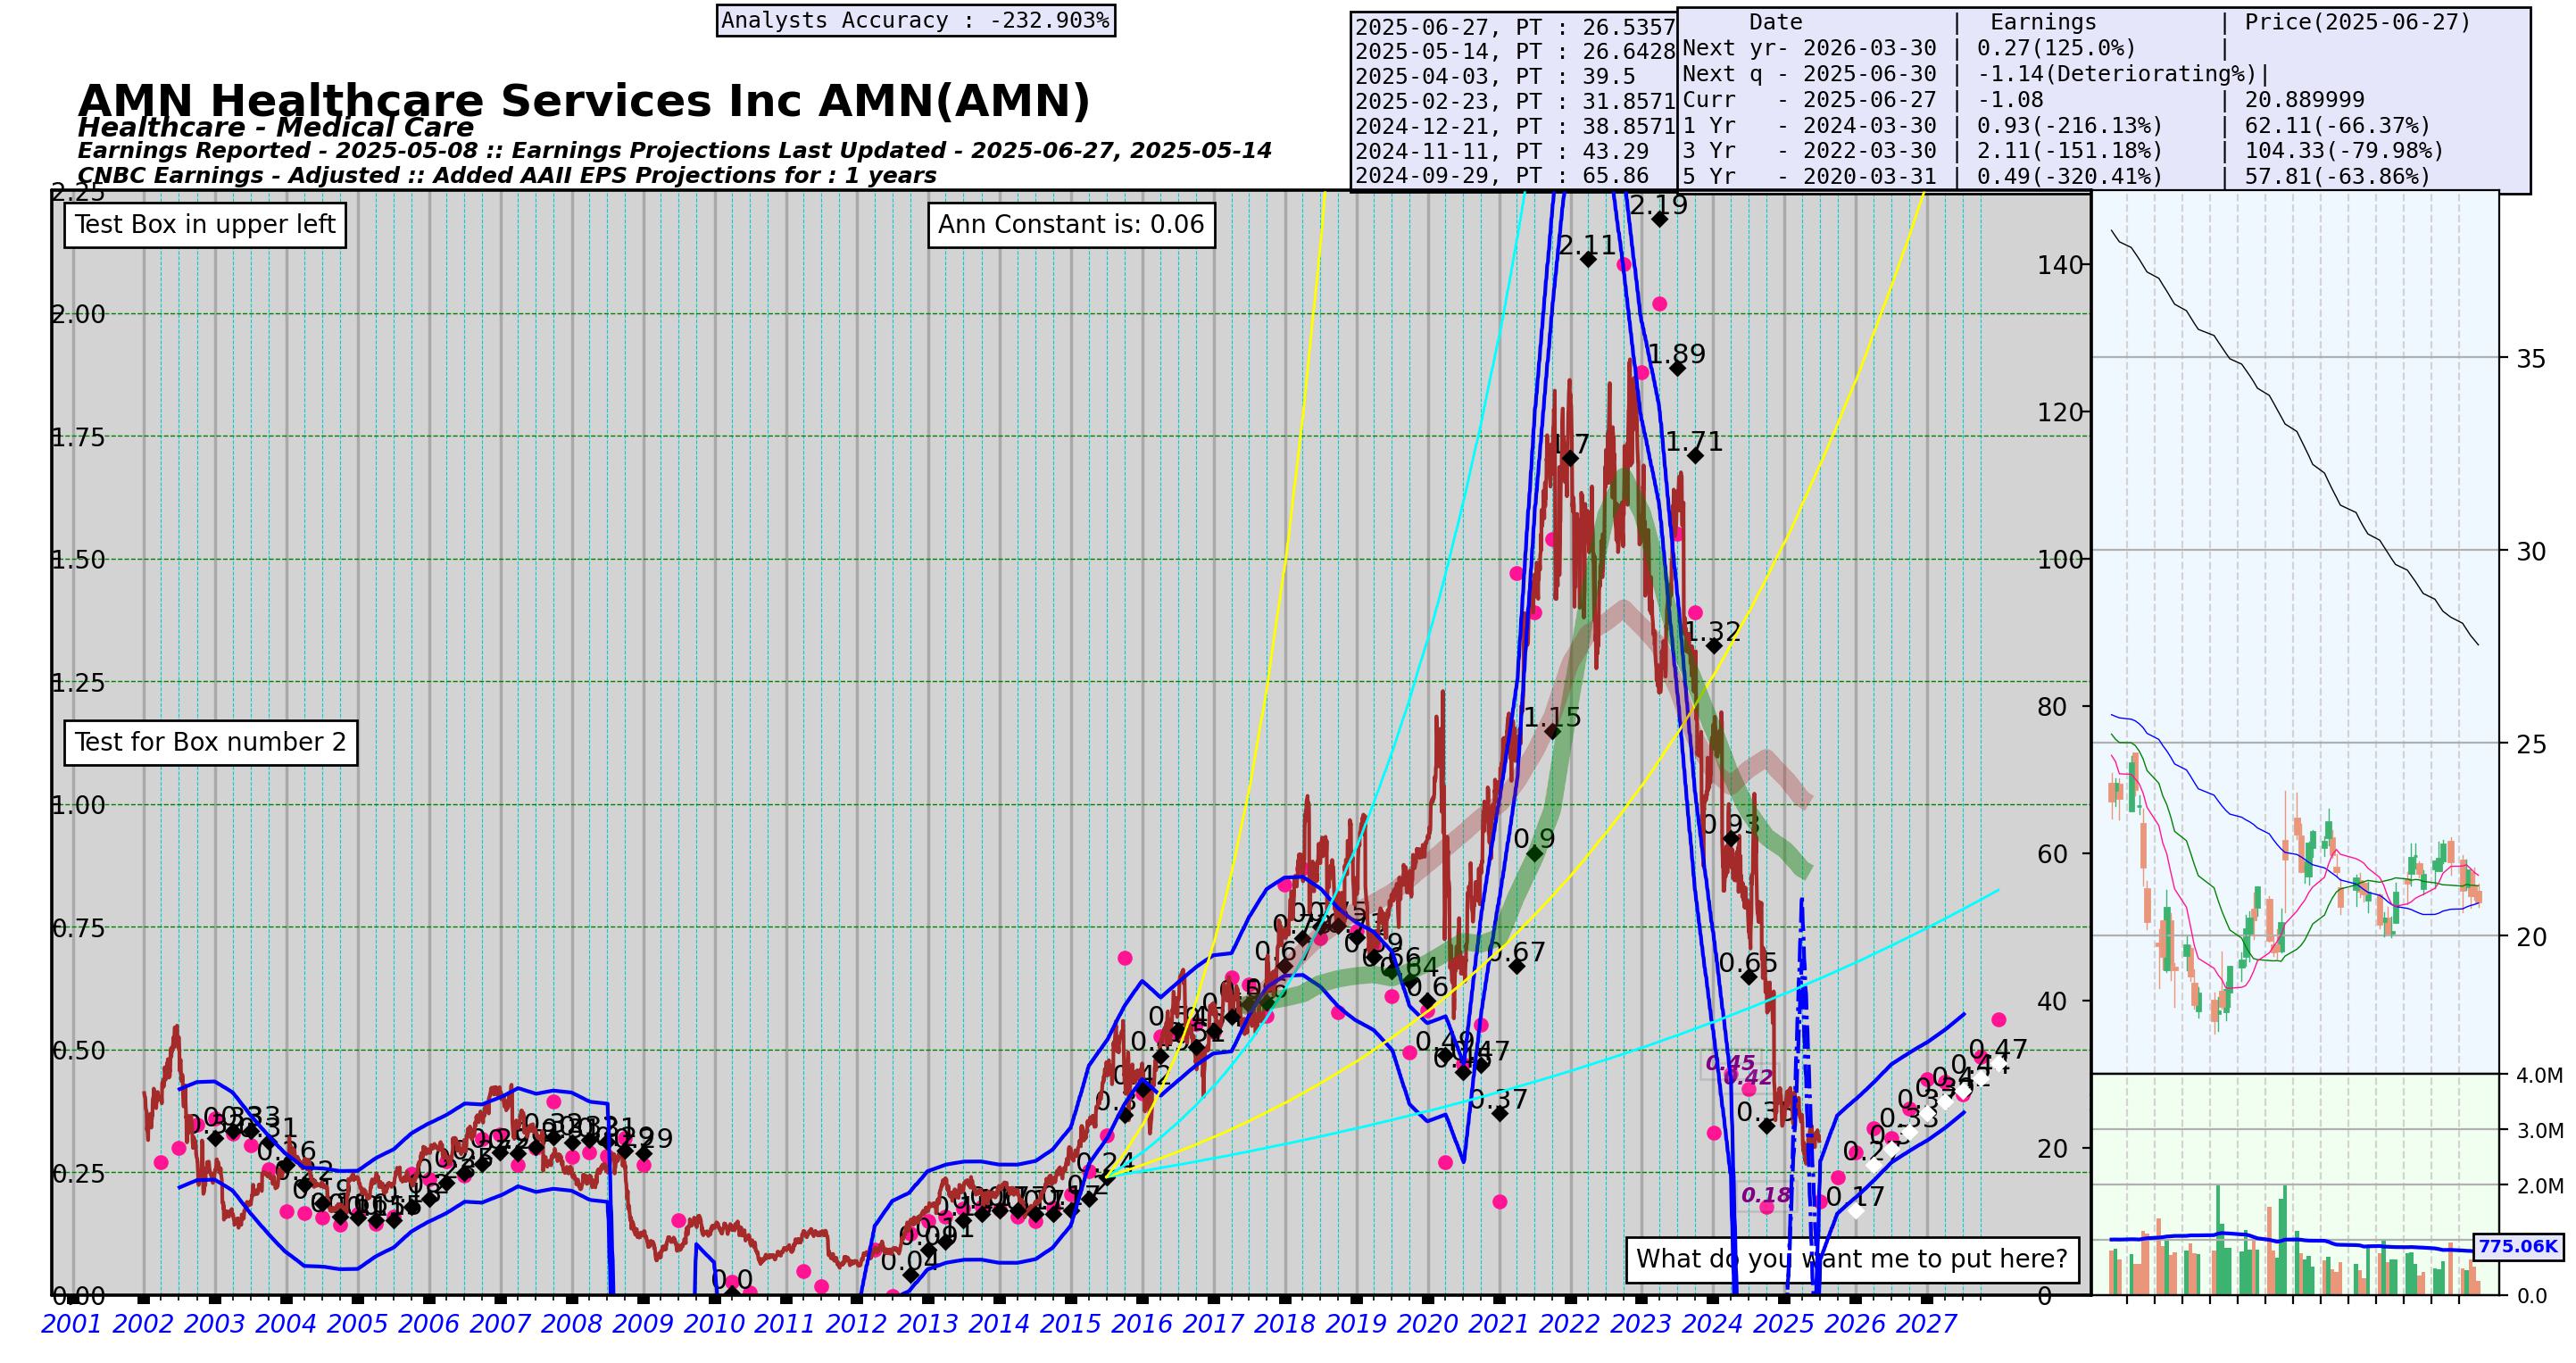 Analysts Accuracy : -232.903%
AMN Healthcare Services Inc AMN(AMN)
Healthcare - Medical Care
Earnings Reported - 2025-05-08 :: Earnings Projections Last Updated - 2025-06-27, 2025-05-14
CNBC Earnings - Adjusted :: Added AAII EPS Projections for : 1 years
2025-06-27, PT : 26.5357
2025-05-14, PT : 26.6428
2025-04-03, PT : 39.5
2025-02-23, PT : 31.8571
2024-12-21, PT : 38.8571
2024-11-11, PT : 43.29
2024-09-29, PT : 65.86
Date | Earnings | Price(2025-06-27)
Next yr- 2026-03-30 | 0.27(125.0%) |
Next q - 2025-06-30 | -1.14(Deteriorating%)|
Curr - 2025-06-27 | -1.08 | 20.889999
1 Yr - 2024-03-30 | 0.93(-216.13%) | 62.11(-66.37%)
3 Yr - 2022-03-30 | 2.11(-151.18%) | 104.33(-79.98%)
5 Yr - 2020-03-31 | 0.49(-320.41%) | 57.81(-63.86%)
Test Box in upper left
Ann Constant is: 0.06
Test for Box number 2
What do you want me to put here?
2.25
2.00
1.75
1.50
1.25
1.00
0.75
0.50
0.25
0.00
2.19
2.11
1.89
1.7
1.71
1.32
1.15
0.9
0.93
0.67
0.65
0.6
0.6
0.49
0.47
0.37
0.45
0.42
0.18
0.17
0.47
0.29
0.24
0.42
0.04
0.0
140
120
100
80
60
40
20
0
35
30
25
20
4.0M
3.0M
2.0M
775.06K
0.0
2001 2002 2003 2004 2005 2006 2007 2008 2009 2010 2011 2012 2013 2014 2015 2016 2017 2018 2019 2020 2021 2022 2023 2024 2025 2026 2027